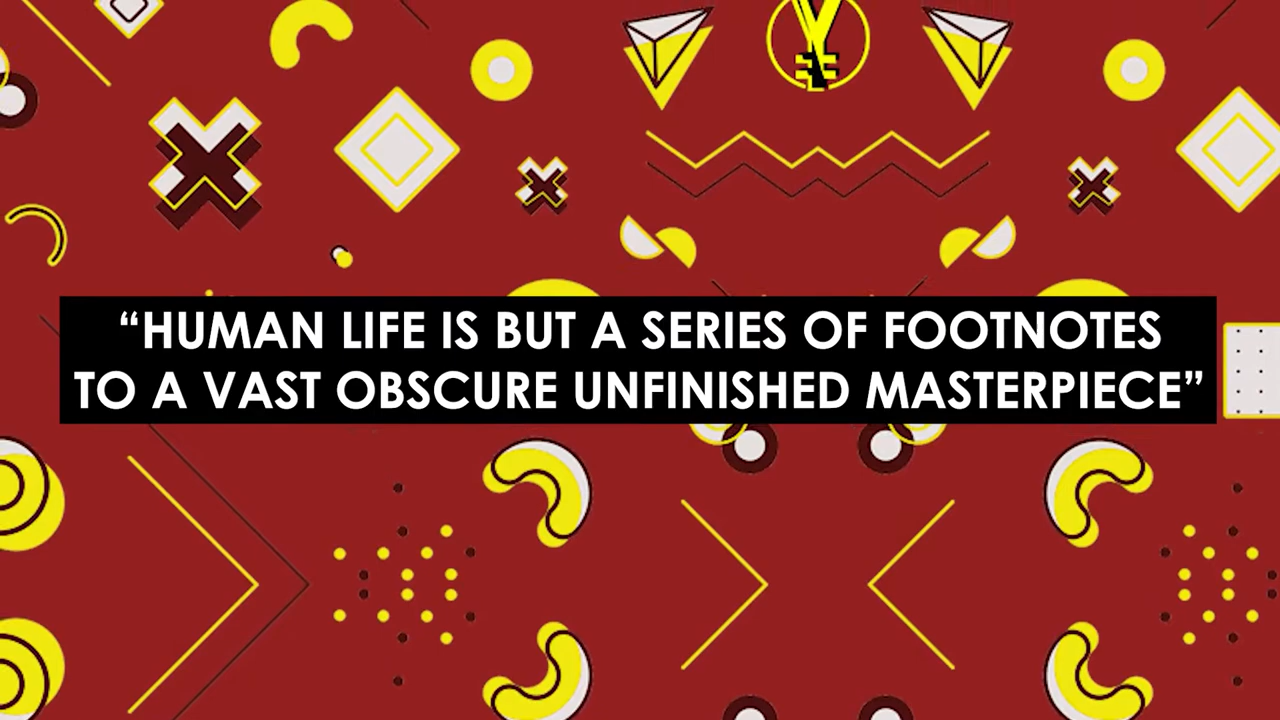 “HUMAN LIFE IS BUT A SERIES OF FOOTNOTES
TO A VAST OBSCURE UNFINISHED MASTERPIECE”